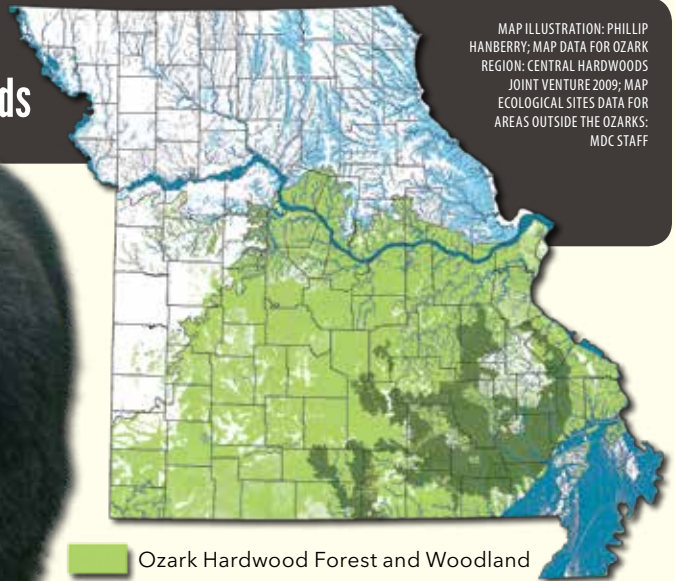 ds
MAP ILLUSTRATION: PHILLIP
HANBERRY; MAP DATA FOR OZARK
REGION: CENTRAL HARDWOODS
JOINT VENTURE 2009; MAP
ECOLOGICAL SITES DATA FOR
AREAS OUTSIDE THE OZARKS:
MDC STAFF
Ozark Hardwood Forest and Woodland